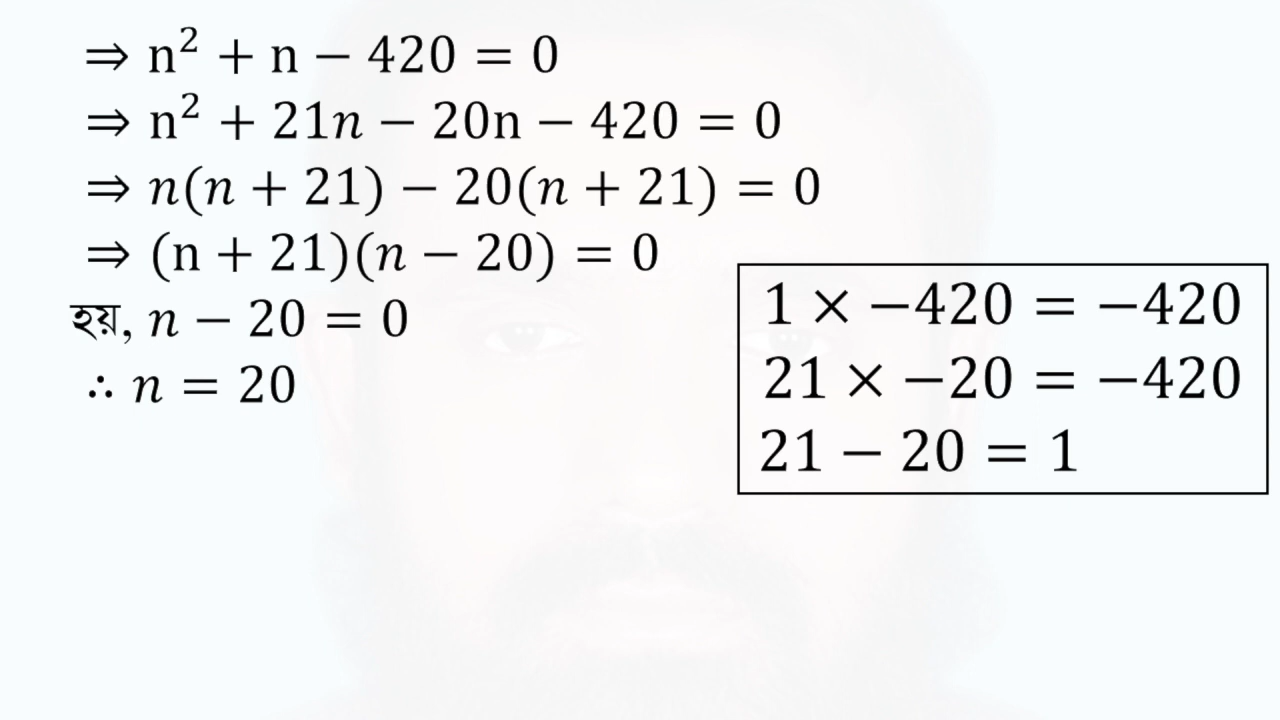 ⇒ n² + n − 420 = 0
⇒ n² + 21n − 20n − 420 = 0
⇒ n(n + 21) − 20(n + 21) = 0
⇒ (n + 21)(n − 20) = 0
হয়, n − 20 = 0
∴ n = 20
1 × −420 = −420
21 × −20 = −420
21 − 20 = 1